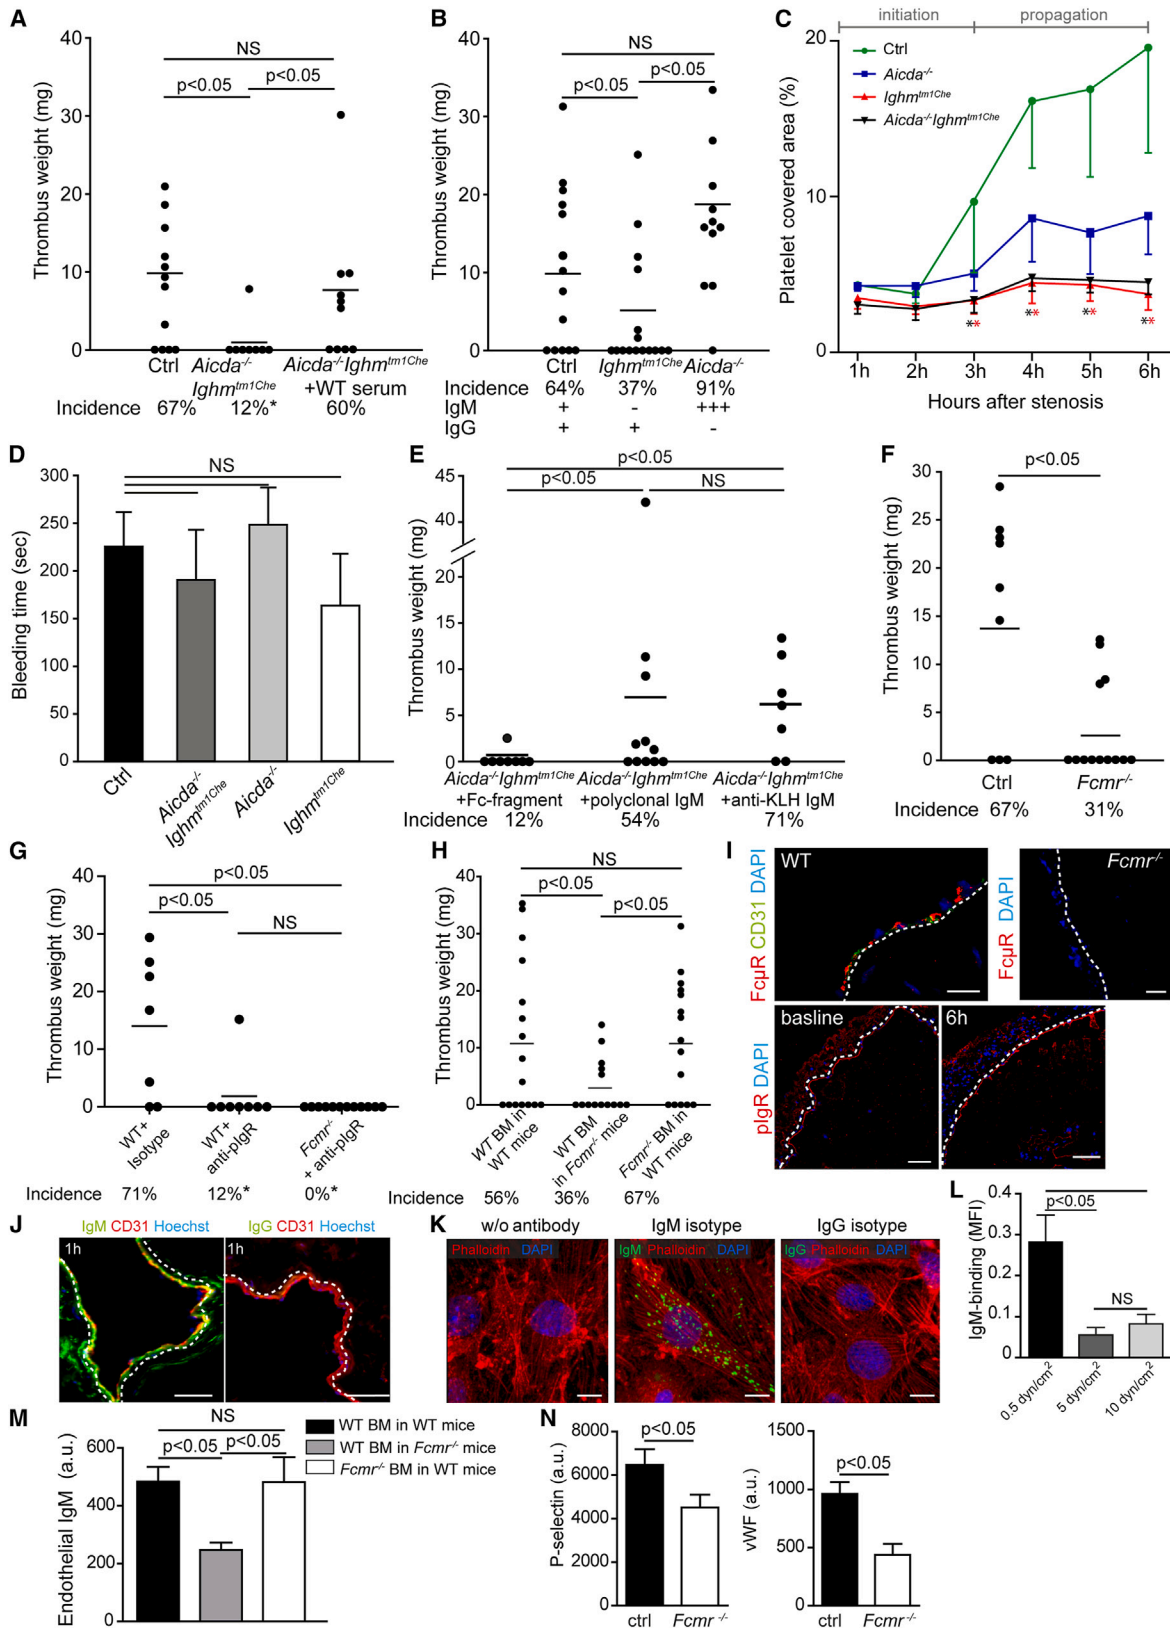 A
Thrombus weight (mg)
40
30
20
10
0
NS
p<0.05
p<0.05
Ctrl
Aicda-/-
Ighmtm1Che
Aicda-/-Ighmtm1Che
+WT serum
Incidence 67% 12%* 60%
B
Thrombus weight (mg)
40
30
20
10
0
NS
p<0.05
p<0.05
Ctrl Ighmtm1Che Aicda-/-
Incidence 64% 37% 91%
IgM + - +++
IgG + + -
C
initiation propagation
Platelet covered area (%)
20
10
0
Ctrl
Aicda-/-
Ightmtm1Che
Aicda-/-Ighmtm1Che
** ** ** **
1h 2h 3h 4h 5h 6h
Hours after stenosis
D
Bleeding time (sec)
300
250
200
150
100
50
0
NS
Ctrl
Aicda-/-
Ighmtm1Che
Aicda-/-
Ighmtm1Che
E
Thrombus weight (mg)
45
40
20
15
10
5
0
p<0.05
p<0.05
NS
Aicda-/-Ighmtm1Che Aicda-/-Ighmtm1Che Aicda-/-Ighmtm1Che
+Fc-fragment +polyclonal IgM +anti-KLH IgM
Incidence 12% 54% 71%
F
Thrombus weight (mg)
30
25
20
15
10
5
0
p<0.05
Ctrl Fcmr-/-
Incidence 67% 31%
G
Thrombus weight (mg)
40
30
20
10
0
p<0.05
p<0.05
NS
WT+
Isotype
WT+
anti-pIgR
Fcmr-/-
+ anti-pIgR
Incidence 71% 12%* 0%*
H
Thrombus weight (mg)
40
30
20
10
0
NS
p<0.05
p<0.05
WT BM in
WT mice
WT BM
in Fcmr-/- mice
Fcmr-/- BM in
WT mice
Incidence 56% 36% 67%
I
FcµR CD31 DAPI
WT
FcµR DAPI
Fcmr-/-
pIgR DAPI
basline
6h
J
IgM CD31 Hoechst
1h
IgG CD31 Hoechst
1h
K
w/o antibody
Phalloidin DAPI
IgM isotype
IgM Phalloidin DAPI
IgG isotype
IgG Phalloidin DAPI
L
IgM-binding (MFI)
0.4
0.3
0.2
0.1
0
p<0.05
NS
0.5 dyn/cm2
5 dyn/cm2
10 dyn/cm2
M
Endothelial IgM (a.u.)
600
400
200
0
NS
p<0.05 p<0.05
WT BM in WT mice
WT BM in Fcmr-/- mice
Fcmr-/- BM in WT mice
N
P-selectin (a.u.)
8000
6000
4000
2000
0
p<0.05
ctrl Fcmr -/-
vWF (a.u.)
1500
1000
500
0
p<0.05
ctrl Fcmr -/-